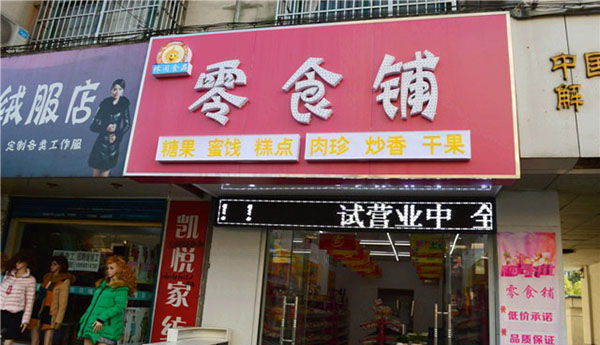 绒服店
定制各类工作服
零食铺
糖果 蜜饯 糕点 肉珍 炒香 干果
！！ 试营业中 全
中国
解
凯悦家纺
零食铺
低价承诺
品质保证